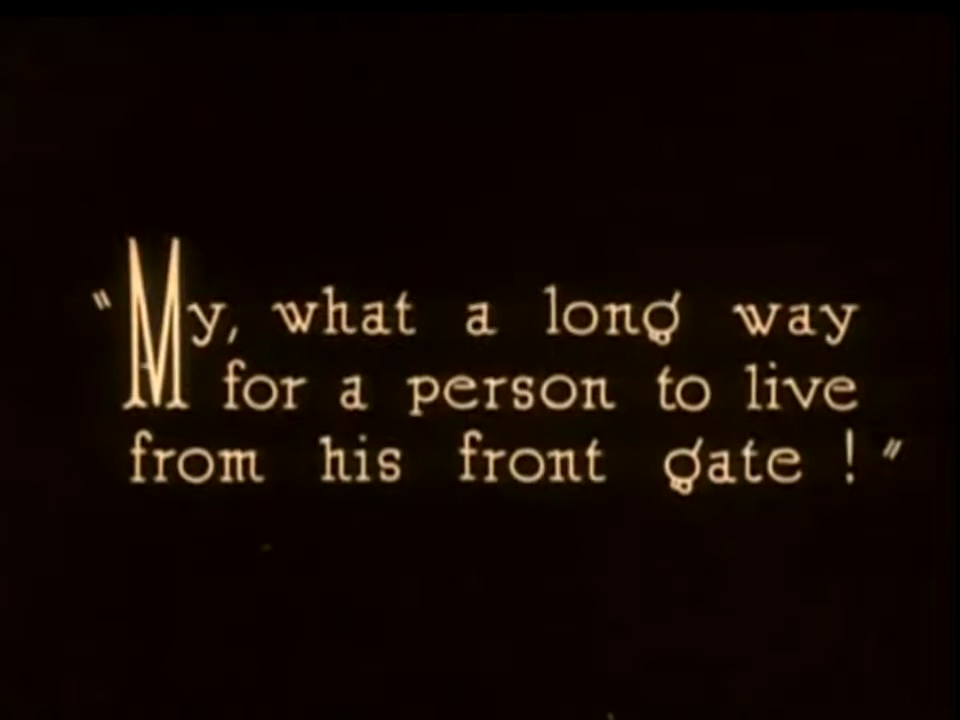 "My, what a long way
for a person to live
from his front gate !"